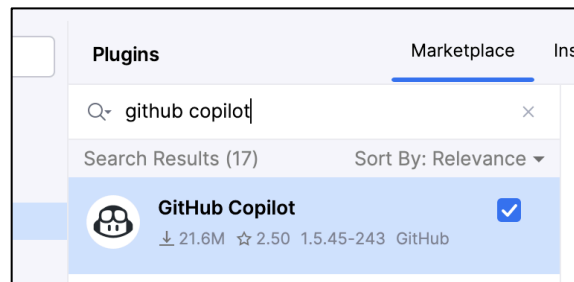 Plugins Marketplace Ins
github copilot
Search Results (17) Sort By: Relevance
GitHub Copilot
21.6M 2.50 1.5.45-243 GitHub